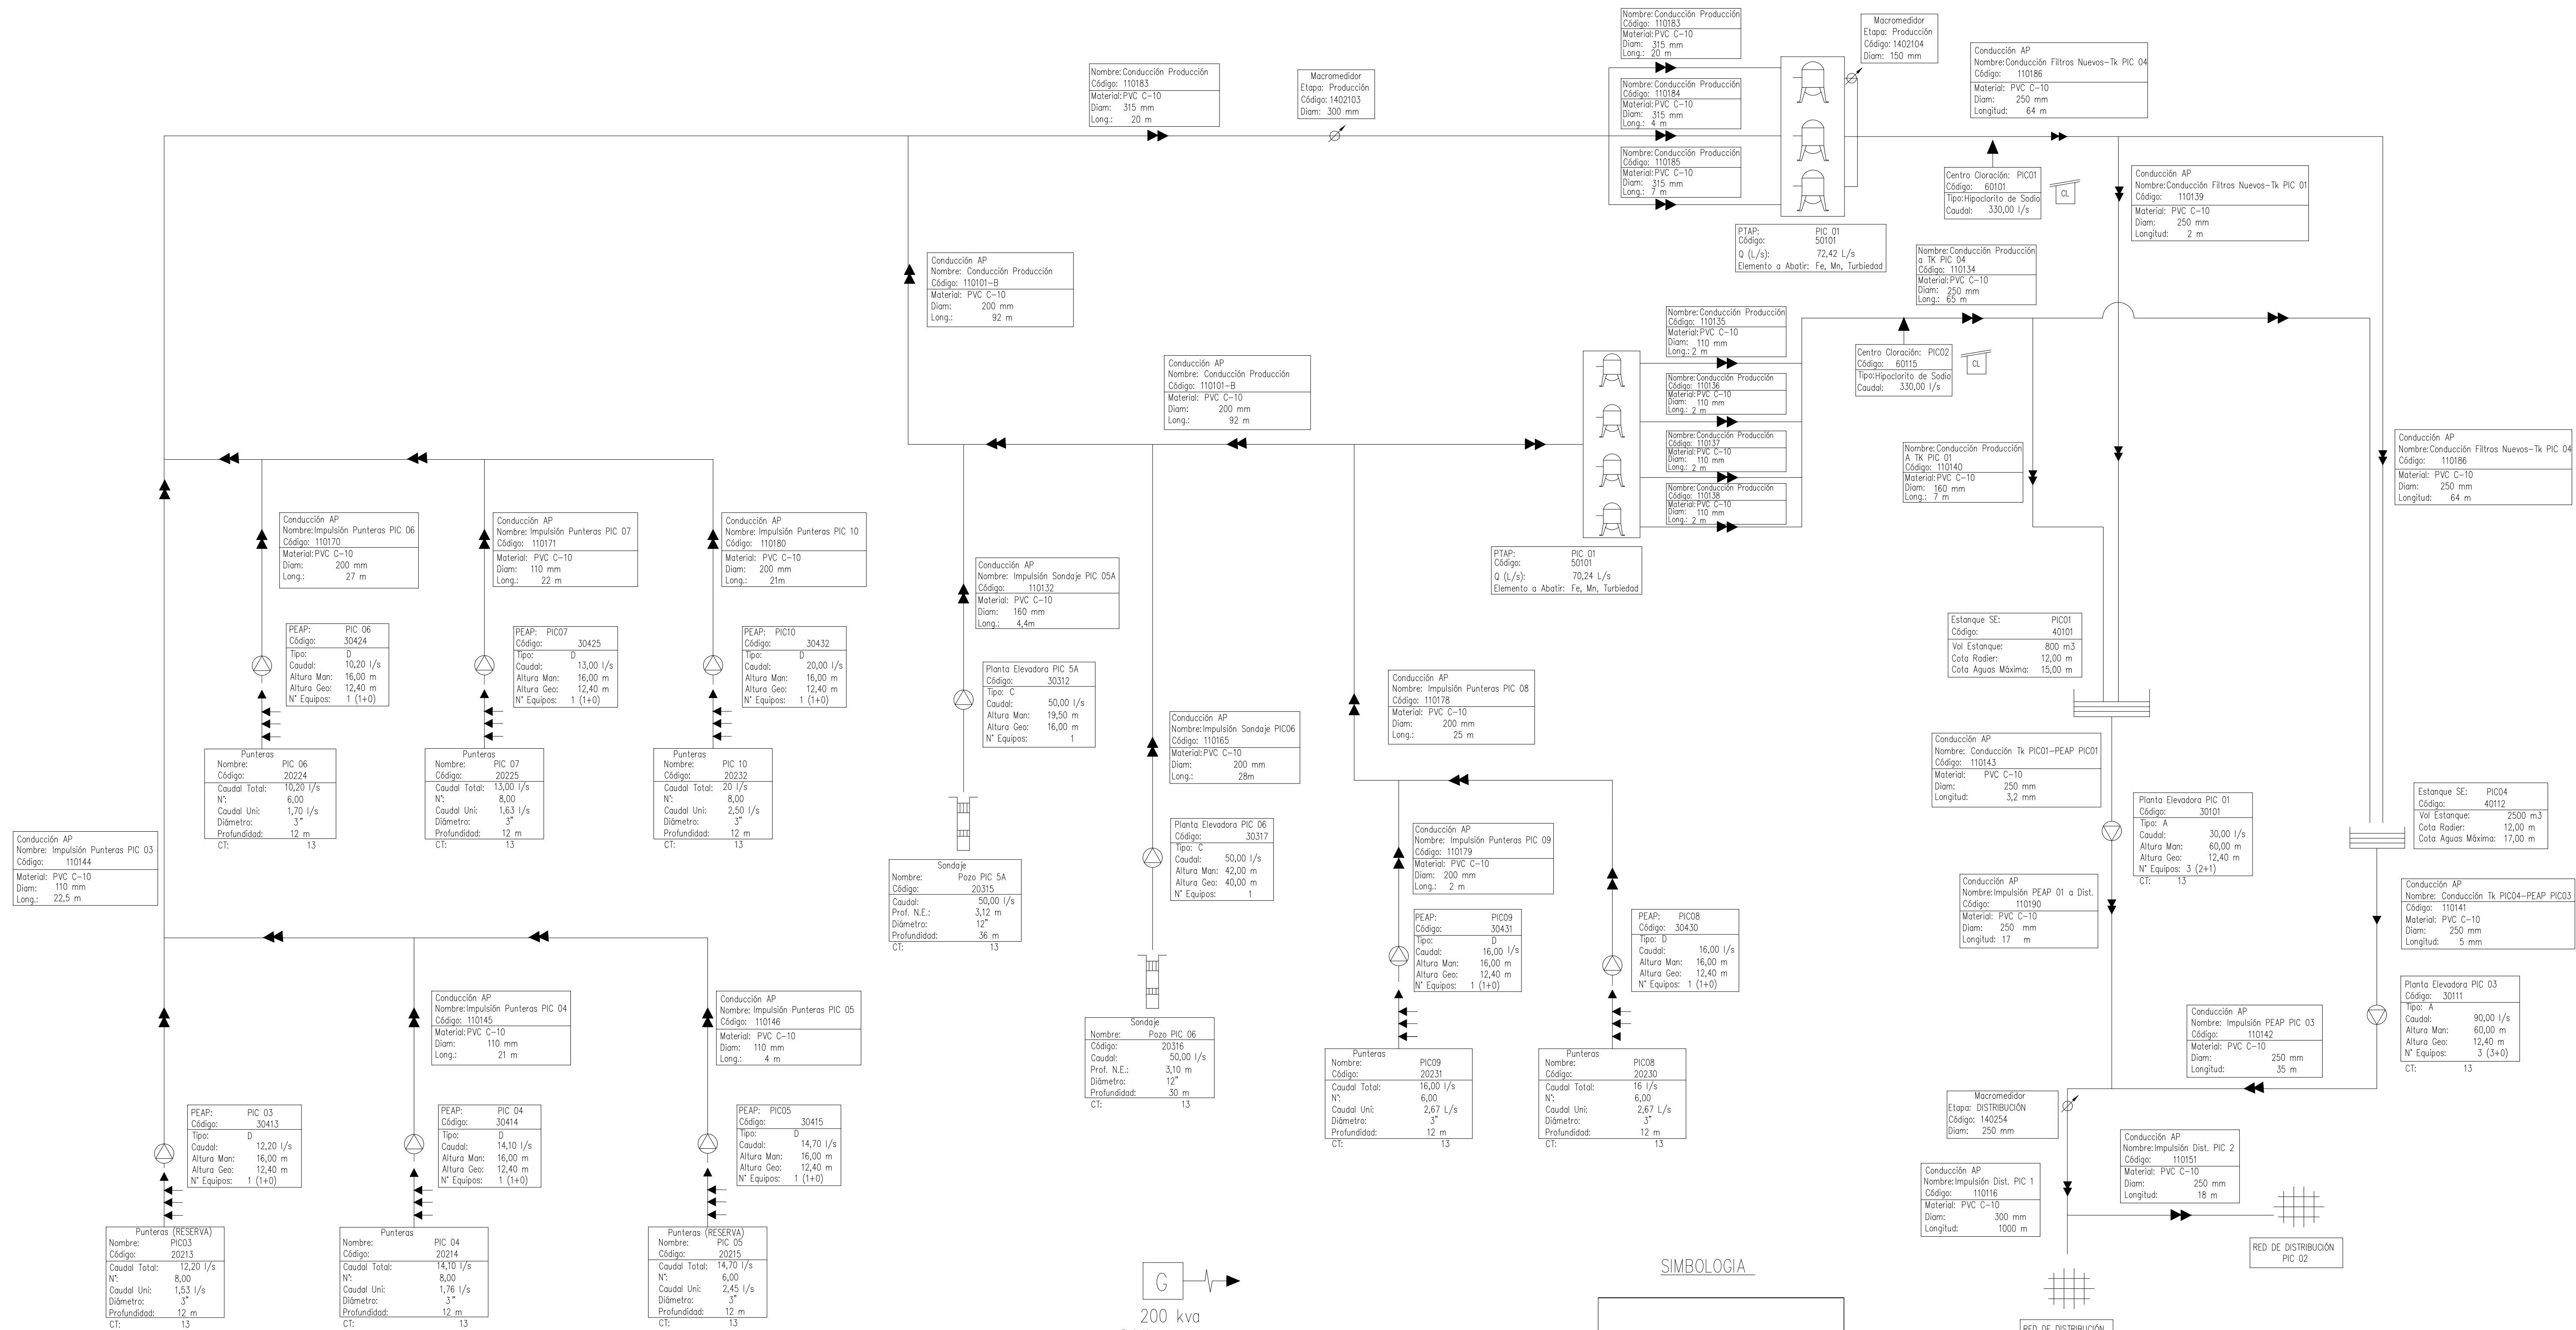 Nombre: Conducción Producción
Código: 110183
Material: PVC C-10
Diam: 315 mm
Long.: 20 m
Macromedidor
Etapa: Producción
Código: 1402103
Diam: 300 mm
Nombre: Conducción Producción
Código: 110183
Material: PVC C-10
Diam: 315 mm
Long.: 20 m
Nombre: Conducción Producción
Código: 110184
Material: PVC C-10
Diam: 315 mm
Long.: 4 m
Nombre: Conducción Producción
Código: 110185
Material: PVC C-10
Diam: 315 mm
Long.: 7 m
Macromedidor
Etapa: Producción
Código: 1402104
Diam: 150 mm
Conducción AP
Nombre: Conducción Filtros Nuevos-Tk PIC 04
Código: 110186
Material: PVC C-10
Diam: 250 mm
Longitud: 64 m
Centro Cloración: PIC01
Código: 60101
Tipo: Hipoclorito de Sodio
Caudal: 330,00 l/s
CL
Conducción AP
Nombre: Conducción Filtros Nuevos-Tk PIC 01
Código: 110139
Material: PVC C-10
Diam: 250 mm
Longitud: 2 m
PTAP: PIC 01
Código: 50101
Q (L/s): 72,42 L/s
Elemento a Abatir: Fe, Mn, Turbiedad
Nombre: Conducción Producción
a TK PIC 04
Código: 110134
Material: PVC C-10
Diam: 250 mm
Long.: 65 m
Conducción AP
Nombre: Conducción Producción
Código: 110101-B
Material: PVC C-10
Diam: 200 mm
Long.: 92 m
Conducción AP
Nombre: Conducción Producción
Código: 110101-B
Material: PVC C-10
Diam: 200 mm
Long.: 92 m
Nombre: Conducción Producción
Código: 110135
Material: PVC C-10
Diam: 110 mm
Long.: 2 m
Nombre: Conducción Producción
Código: 110136
Material: PVC C-10
Diam: 110 mm
Long.: 2 m
Nombre: Conducción Producción
Código: 110137
Material: PVC C-10
Diam: 110 mm
Long.: 2 m
Nombre: Conducción Producción
Código: 110138
Material: PVC C-10
Diam: 110 mm
Long.: 2 m
Centro Cloración: PIC02
Código: 60115
Tipo: Hipoclorito de Sodio
Caudal: 330,00 l/s
CL
Nombre: Conducción Producción
A TK PIC 01
Código: 110140
Material: PVC C-10
Diam: 160 mm
Long.: 7 m
Conducción AP
Nombre: Conducción Filtros Nuevos-Tk PIC 04
Código: 110186
Material: PVC C-10
Diam: 250 mm
Longitud: 64 m
PTAP: PIC 01
Código: 50101
Q (L/s): 70,24 L/s
Elemento a Abatir: Fe, Mn, Turbiedad
Conducción AP
Nombre: Impulsión Punteras PIC 06
Código: 110170
Material: PVC C-10
Diam: 200 mm
Long.: 27 m
Conducción AP
Nombre: Impulsión Punteras PIC 07
Código: 110171
Material: PVC C-10
Diam: 110 mm
Long.: 22 m
Conducción AP
Nombre: Impulsión Punteras PIC 10
Código: 110180
Material: PVC C-10
Diam: 200 mm
Long.: 21m
Conducción AP
Nombre: Impulsión Sondaje PIC 05A
Código: 110132
Material: PVC C-10
Diam: 160 mm
Long.: 4,4m
PEAP: PIC 06
Código: 30424
Tipo: D
Caudal: 10,20 l/s
Altura Man: 16,00 m
Altura Geo: 12,40 m
N° Equipos: 1 (1+0)
PEAP: PIC07
Código: 30425
Tipo: D
Caudal: 13,00 l/s
Altura Man: 16,00 m
Altura Geo: 12,40 m
N° Equipos: 1 (1+0)
PEAP: PIC10
Código: 30432
Tipo: D
Caudal: 20,00 l/s
Altura Man: 16,00 m
Altura Geo: 12,40 m
N° Equipos: 1 (1+0)
Planta Elevadora PIC 5A
Código: 30312
Tipo: C
Caudal: 50,00 l/s
Altura Man: 19,50 m
Altura Geo: 16,00 m
N° Equipos: 1
Conducción AP
Nombre: Impulsión Sondaje PIC06
Código: 110165
Material: PVC C-10
Diam: 200 mm
Long.: 28m
Conducción AP
Nombre: Impulsión Punteras PIC 08
Código: 110178
Material: PVC C-10
Diam: 200 mm
Long.: 25 m
Estanque SE: PIC01
Código: 40101
Vol Estanque: 800 m3
Cota Radier: 12,00 m
Cota Aguas Máxima: 15,00 m
Punteras
Nombre: PIC 06
Código: 20224
Caudal Total: 10,20 l/s
N°: 6,00
Caudal Uni: 1,70 l/s
Diámetro: 3"
Profundidad: 12 m
CT: 13
Punteras
Nombre: PIC 07
Código: 20225
Caudal Total: 13,00 l/s
N°: 8,00
Caudal Uni: 1,63 l/s
Diámetro: 3"
Profundidad: 12 m
CT: 13
Punteras
Nombre: PIC 10
Código: 20232
Caudal Total: 20 l/s
N°: 8,00
Caudal Uni: 2,50 l/s
Diámetro: 3"
Profundidad: 12 m
CT: 13
Conducción AP
Nombre: Conducción Tk PIC01-PEAP PIC01
Código: 110143
Material: PVC C-10
Diam: 250 mm
Longitud: 3,2 m
Planta Elevadora PIC 01
Código: 30101
Tipo: A
Caudal: 30,00 l/s
Altura Man: 60,00 m
Altura Geo: 12,40 m
N° Equipos: 3 (2+1)
CT: 13
Estanque SE: PIC04
Código: 40112
Vol Estanque: 2500 m3
Cota Radier: 12,00 m
Cota Aguas Máxima: 17,00 m
Conducción AP
Nombre: Impulsión Punteras PIC 03
Código: 110144
Material: PVC C-10
Diam: 110 mm
Long.: 22,5 m
Sondaje
Nombre: Pozo PIC 5A
Código: 20315
Caudal: 50,00 l/s
Prof. N.E.: 3,12 m
Diámetro: 12"
Profundidad: 36 m
CT: 13
Planta Elevadora PIC 06
Código: 30317
Tipo: C
Caudal: 50,00 l/s
Altura Man: 42,00 m
Altura Geo: 40,00 m
N° Equipos: 1
Conducción AP
Nombre: Impulsión Punteras PIC 09
Código: 110179
Material: PVC C-10
Diam: 200 mm
Long.: 2 m
PEAP: PIC09
Código: 30431
Tipo: D
Caudal: 16,00 l/s
Altura Man: 16,00 m
Altura Geo: 12,40 m
N° Equipos: 1 (1+0)
PEAP: PIC08
Código: 30430
Tipo: D
Caudal: 16,00 l/s
Altura Man: 16,00 m
Altura Geo: 12,40 m
N° Equipos: 1 (1+0)
Conducción AP
Nombre: Impulsión PEAP 01 a Dist.
Código: 110190
Material: PVC C-10
Diam: 250 mm
Longitud: 17 m
Conducción AP
Nombre: Conducción Tk PIC04-PEAP PIC03
Código: 110141
Material: PVC C-10
Diam: 250 mm
Longitud: 5 mm
Conducción AP
Nombre: Impulsión Punteras PIC 04
Código: 110145
Material: PVC C-10
Diam: 110 mm
Long.: 21 m
Conducción AP
Nombre: Impulsión Punteras PIC 05
Código: 110146
Material: PVC C-10
Diam: 110 mm
Long.: 4 m
Sondaje
Nombre: Pozo PIC 06
Código: 20316
Caudal: 50,00 l/s
Prof. N.E.: 3,10 m
Diámetro: 12"
Profundidad: 30 m
CT: 13
Punteras
Nombre: PIC09
Código: 20231
Caudal Total: 16,00 l/s
N°: 6,00
Caudal Uni: 2,67 L/s
Diámetro: 3"
Profundidad: 12 m
CT: 13
Punteras
Nombre: PIC08
Código: 20230
Caudal Total: 16 l/s
N°: 6,00
Caudal Uni: 2,67 L/s
Diámetro: 3"
Profundidad: 12 m
CT: 13
Conducción AP
Nombre: Impulsión PEAP PIC 03
Código: 110142
Material: PVC C-10
Diam: 250 mm
Longitud: 35 m
Planta Elevadora PIC 03
Código: 30111
Tipo: A
Caudal: 90,00 l/s
Altura Man: 60,00 m
Altura Geo: 12,40 m
N° Equipos: 3 (3+0)
CT: 13
PEAP: PIC 03
Código: 30413
Tipo: D
Caudal: 12,20 l/s
Altura Man: 16,00 m
Altura Geo: 12,40 m
N° Equipos: 1 (1+0)
PEAP: PIC 04
Código: 30414
Tipo: D
Caudal: 14,10 l/s
Altura Man: 16,00 m
Altura Geo: 12,40 m
N° Equipos: 1 (1+0)
PEAP: PIC05
Código: 30415
Tipo: D
Caudal: 14,70 l/s
Altura Man: 16,00 m
Altura Geo: 12,40 m
N° Equipos: 1 (1+0)
Macromedidor
Etapa: DISTRIBUCIÓN
Código: 140254
Diam: 250 mm
Conducción AP
Nombre: Impulsión Dist. PIC 2
Código: 110151
Material: PVC C-10
Diam: 250 mm
Longitud: 18 m
Conducción AP
Nombre: Impulsión Dist. PIC 1
Código: 110116
Material: PVC C-10
Diam: 300 mm
Longitud: 1000 m
Punteras (RESERVA)
Nombre: PIC03
Código: 20213
Caudal Total: 12,20 l/s
N°: 8,00
Caudal Uni: 1,53 l/s
Diámetro: 3"
Profundidad: 12 m
CT: 13
Punteras
Nombre: PIC 04
Código: 20214
Caudal Total: 14,10 l/s
N°: 8,00
Caudal Uni: 1,76 l/s
Diámetro: 3"
Profundidad: 12 m
CT: 13
Punteras (RESERVA)
Nombre: PIC 05
Código: 20215
Caudal Total: 14,70 l/s
N°: 6,00
Caudal Uni: 2,45 l/s
Diámetro: 3"
Profundidad: 12 m
CT: 13
G
200 kva
SIMBOLOGIA
RED DE DISTRIBUCIÓN
PIC 02
RED DE DISTRIBUCIÓN